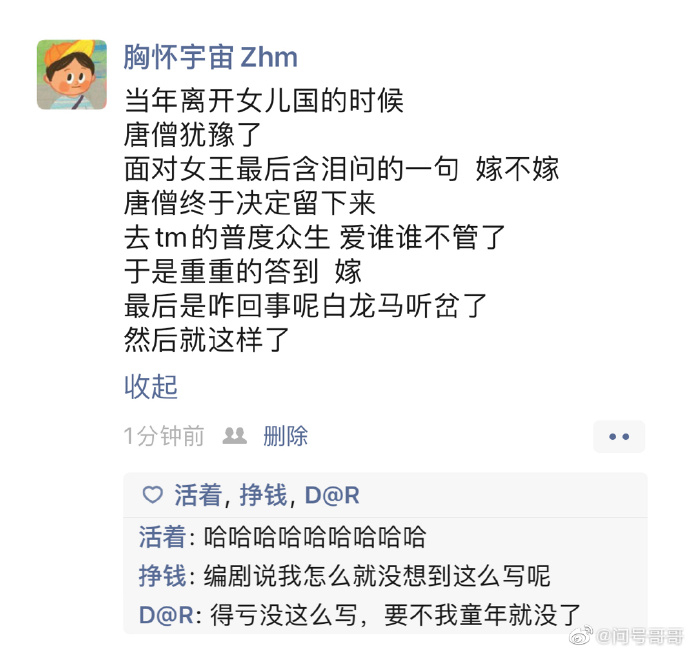 胸怀宇宙Zhm
当年离开女儿国的时候
唐僧犹豫了
面对女王最后含泪问的一句 嫁不嫁
唐僧终于决定留下来
去tm的普度众生 爱谁谁不管了
于是重重的答到 嫁
最后是咋回事呢白龙马听岔了
然后就这样了
收起
1分钟前 删除
活着, 挣钱, D@R
活着: 哈哈哈哈哈哈哈哈哈
挣钱: 编剧说我怎么就没想到这么写呢
D@R: 得亏没这么写，要不我童年就没了
@问号哥哥